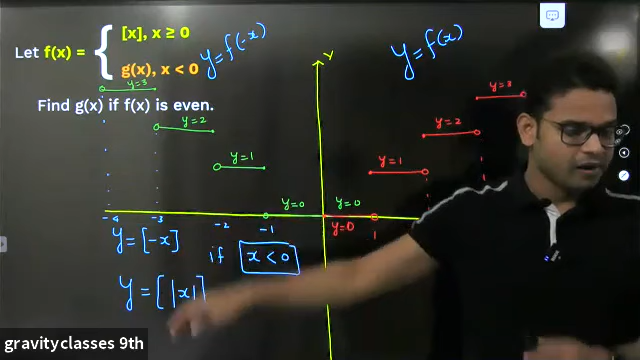 Let f(x) = { [x], x ≥ 0
g(x), x < 0
y = f(-x)
y = f(x)
Find g(x) if f(x) is even.
y
y=3
y=2
y=1
y=0
y=0
y=0
y=1
y=2
y=3
-4
-3
-2
-1
1
y = [-x] if x < 0
y = [|x|]
gravityclasses 9th